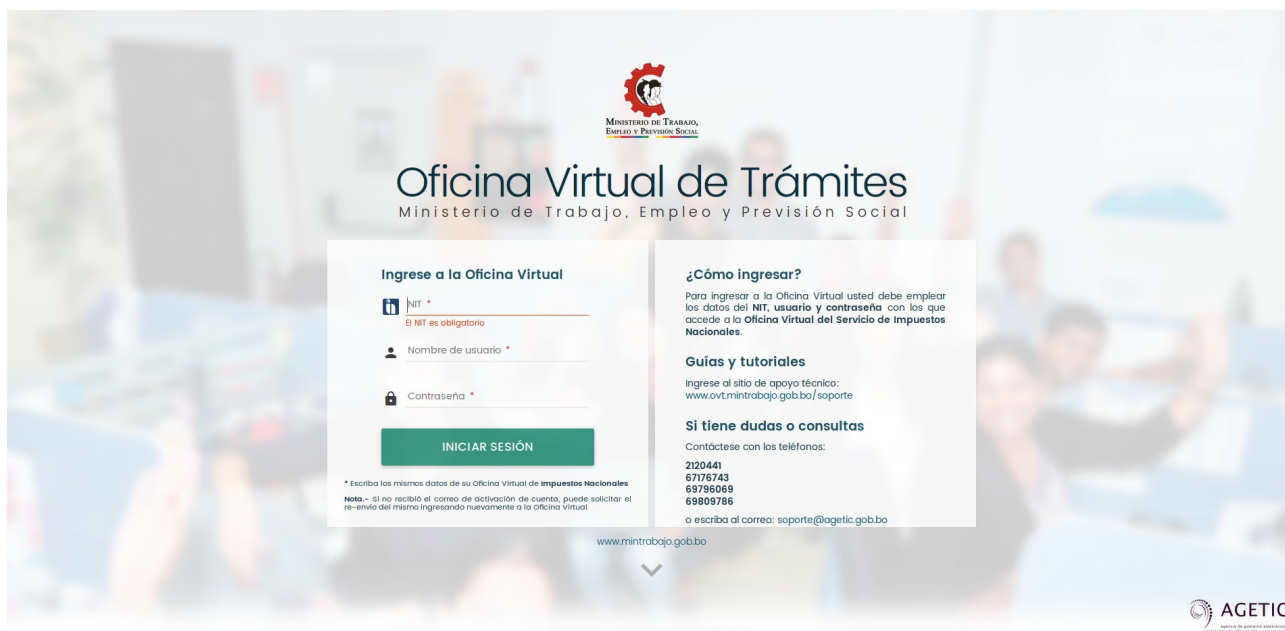 MINISTERIO DE TRABAJO,
EMPLEO Y PREVISIÓN SOCIAL
Oficina Virtual de Trámites
Ministerio de Trabajo, Empleo y Previsión Social
Ingrese a la Oficina Virtual
NIT *
El NIT es obligatorio
Nombre de usuario *
Contraseña *
INICIAR SESIÓN
* Escriba los mismos datos de su Oficina Virtual de Impuestos Nacionales
Nota.- Si no recibió el correo de activación de cuenta, puede solicitar el
re-envío del mismo ingresando nuevamente a la Oficina Virtual
¿Cómo ingresar?
Para ingresar a la Oficina Virtual usted debe emplear
los datos del NIT, usuario y contraseña con los que
accede a la Oficina Virtual del Servicio de Impuestos
Nacionales.
Guías y tutoriales
Ingrese al sitio de apoyo técnico:
www.ovt.mintrabajo.gob.bo/soporte
Si tiene dudas o consultas
Contáctese con los teléfonos:
2120441
67176743
69796069
69809786
o escriba al correo: soporte@agetic.gob.bo
www.mintrabajo.gob.bo
AGETIC
agencia de gobierno electrónico